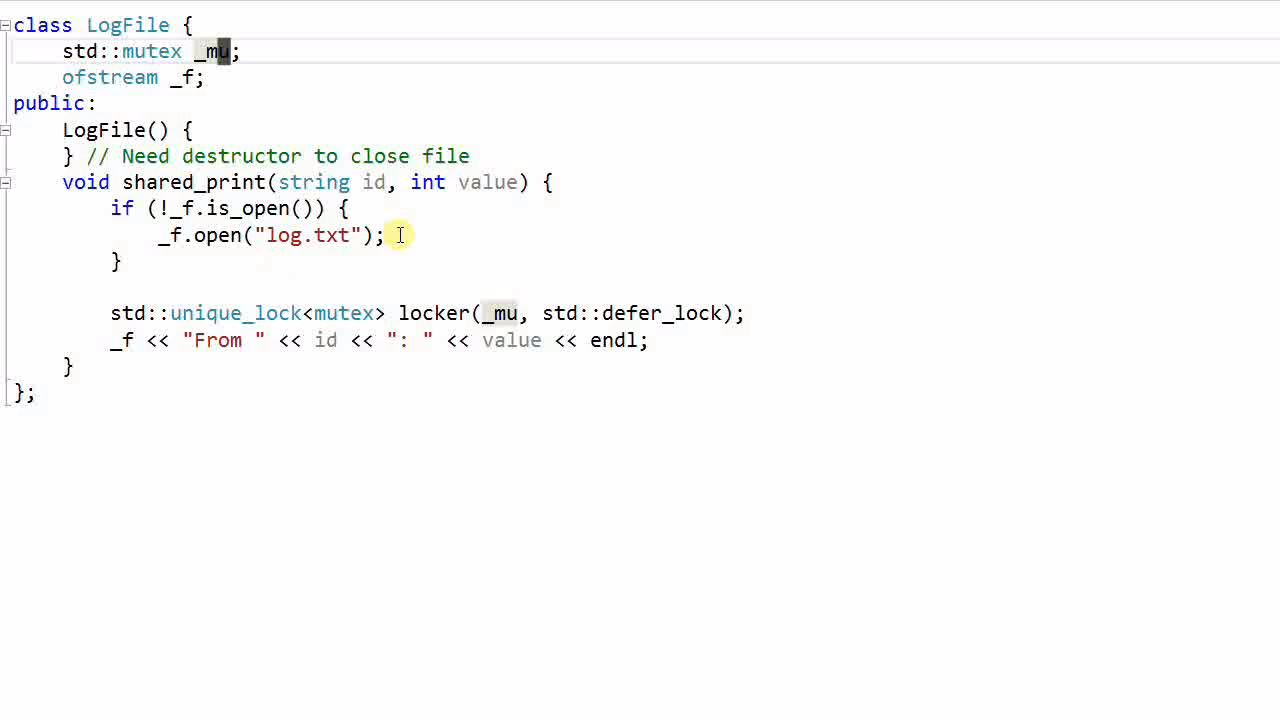 class LogFile {
    std::mutex _mu;
    ofstream _f;
public:
    LogFile() {
    } // Need destructor to close file
    void shared_print(string id, int value) {
        if (!_f.is_open()) {
            _f.open("log.txt");
        }

        std::unique_lock<mutex> locker(_mu, std::defer_lock);
        _f << "From " << id << ": " << value << endl;
    }
};